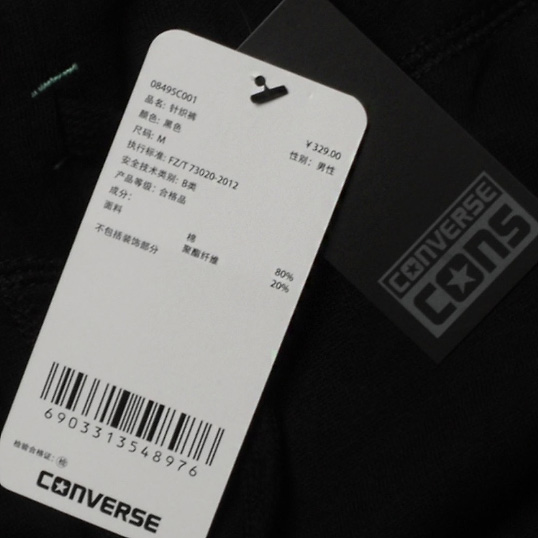 08495C001
品名: 针织裤
¥329.00
颜色: 黑色
性别: 男性
尺码: M
执行标准: FZ/T 73020-2012
安全技术类别: B类
产品等级: 合格品
成分:
面料
棉 80%
聚酯纤维 20%
不包括装饰部分
6903313548976
检验合格证: 检
CONVERSE
CONVERSE
CONS